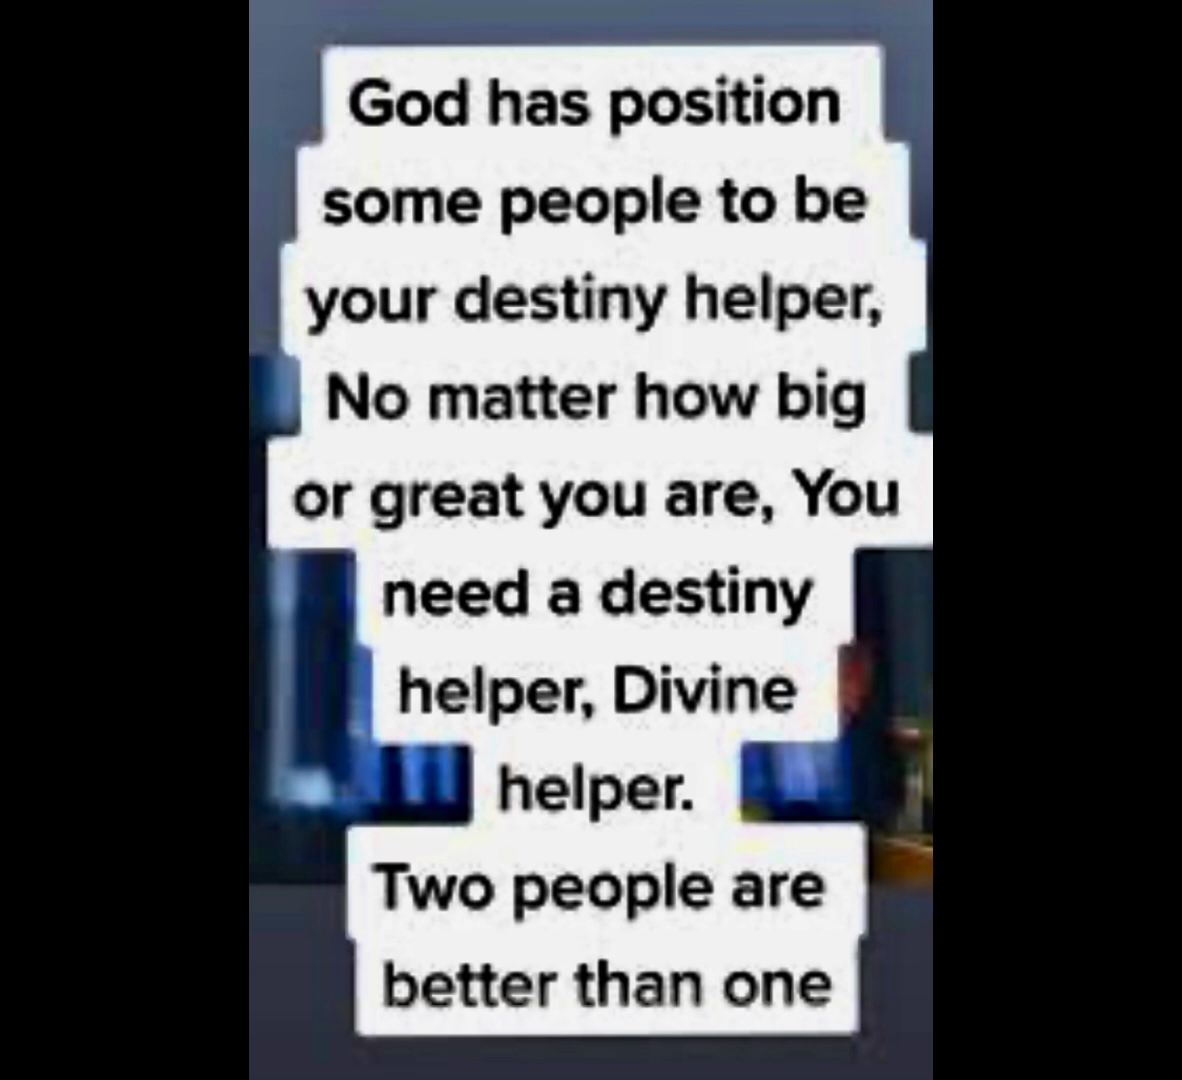 God has position
some people to be
your destiny helper,
No matter how big
or great you are, You
need a destiny
helper, Divine
helper.
Two people are
better than one